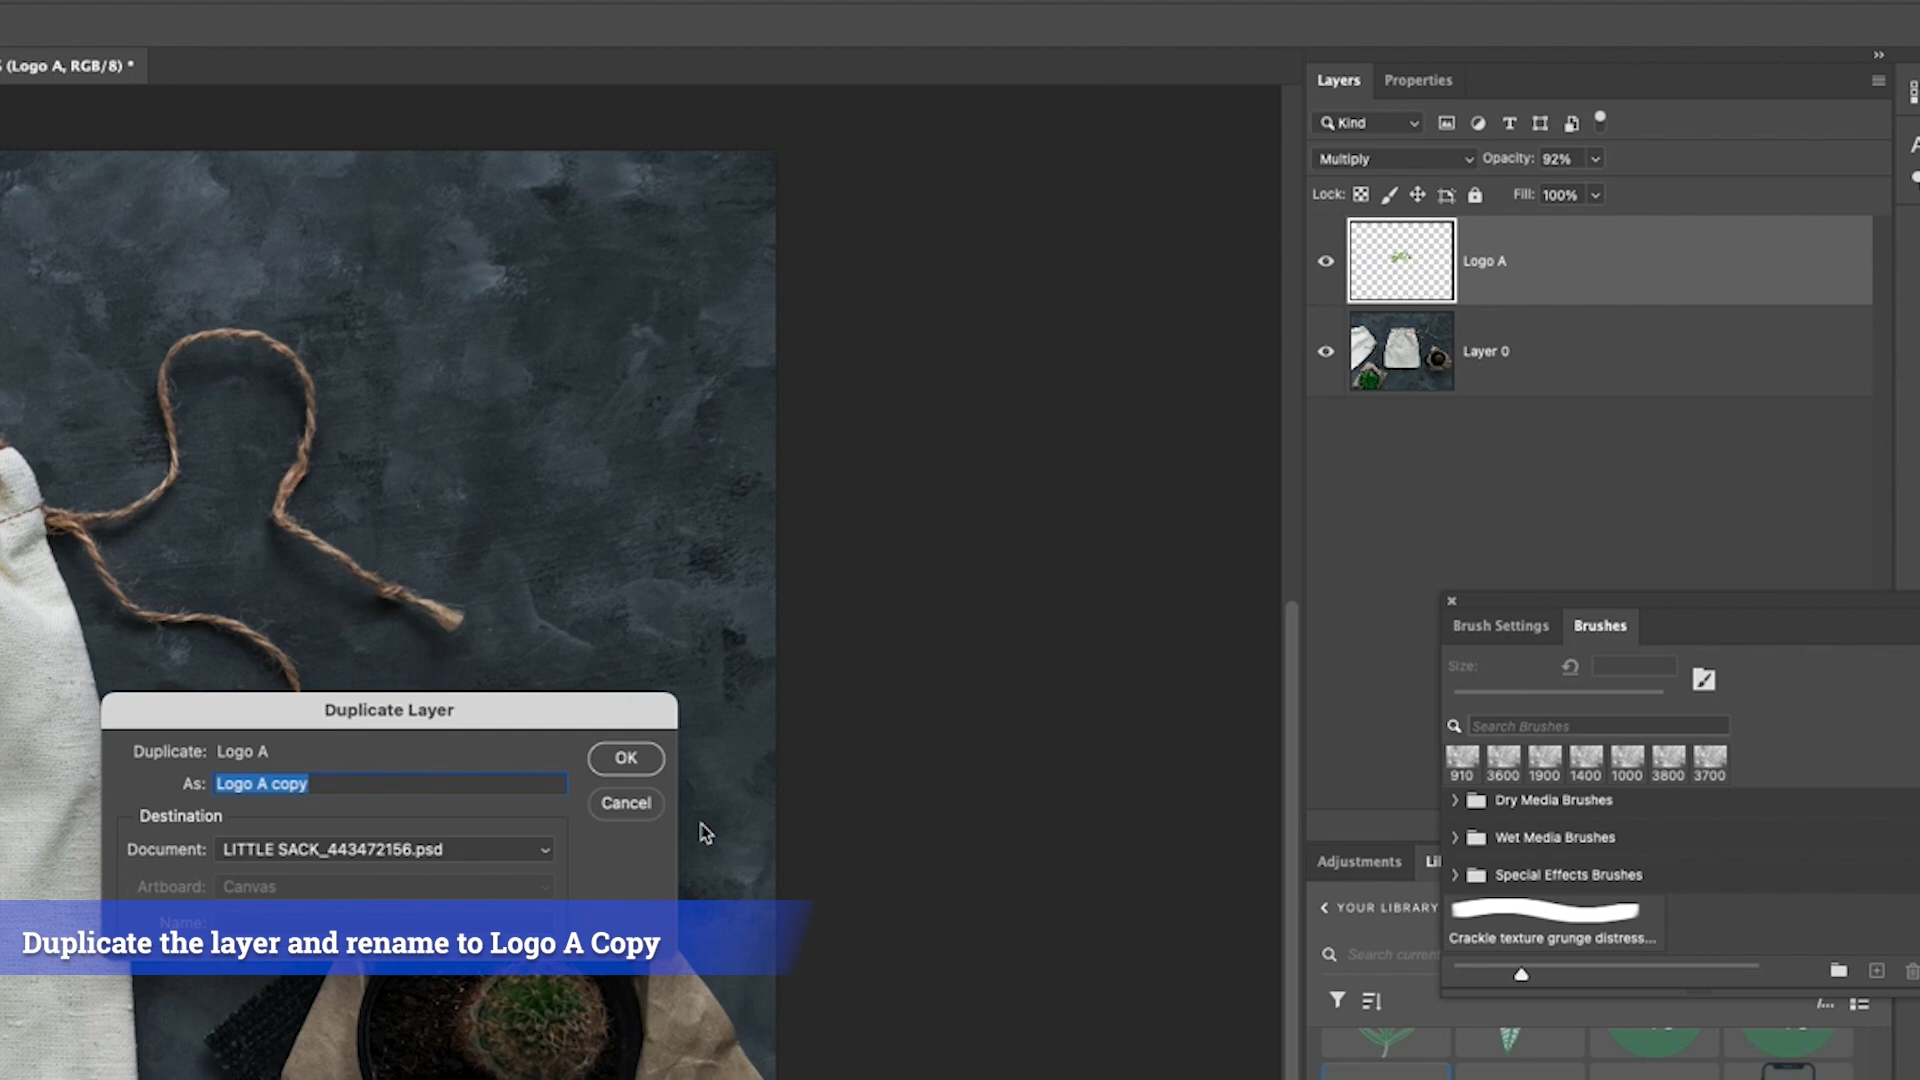 (Logo A, RGB/8) *
Layers
Properties
Kind
Multiply
Opacity: 92%
Lock:
Fill: 100%
Logo A
Layer 0
Brush Settings
Brushes
Size:
Search Brushes
910 3600 1900 1400 1000 3800 3700
Dry Media Brushes
Wet Media Brushes
Special Effects Brushes
Crackle texture grunge distress...
Adjustments
YOUR LIBRARY
Search current
Duplicate Layer
Duplicate: Logo A
As: Logo A copy
OK
Cancel
Destination
Document: LITTLE SACK_443472156.psd
Artboard: Canvas
Name:
Duplicate the layer and rename to Logo A Copy